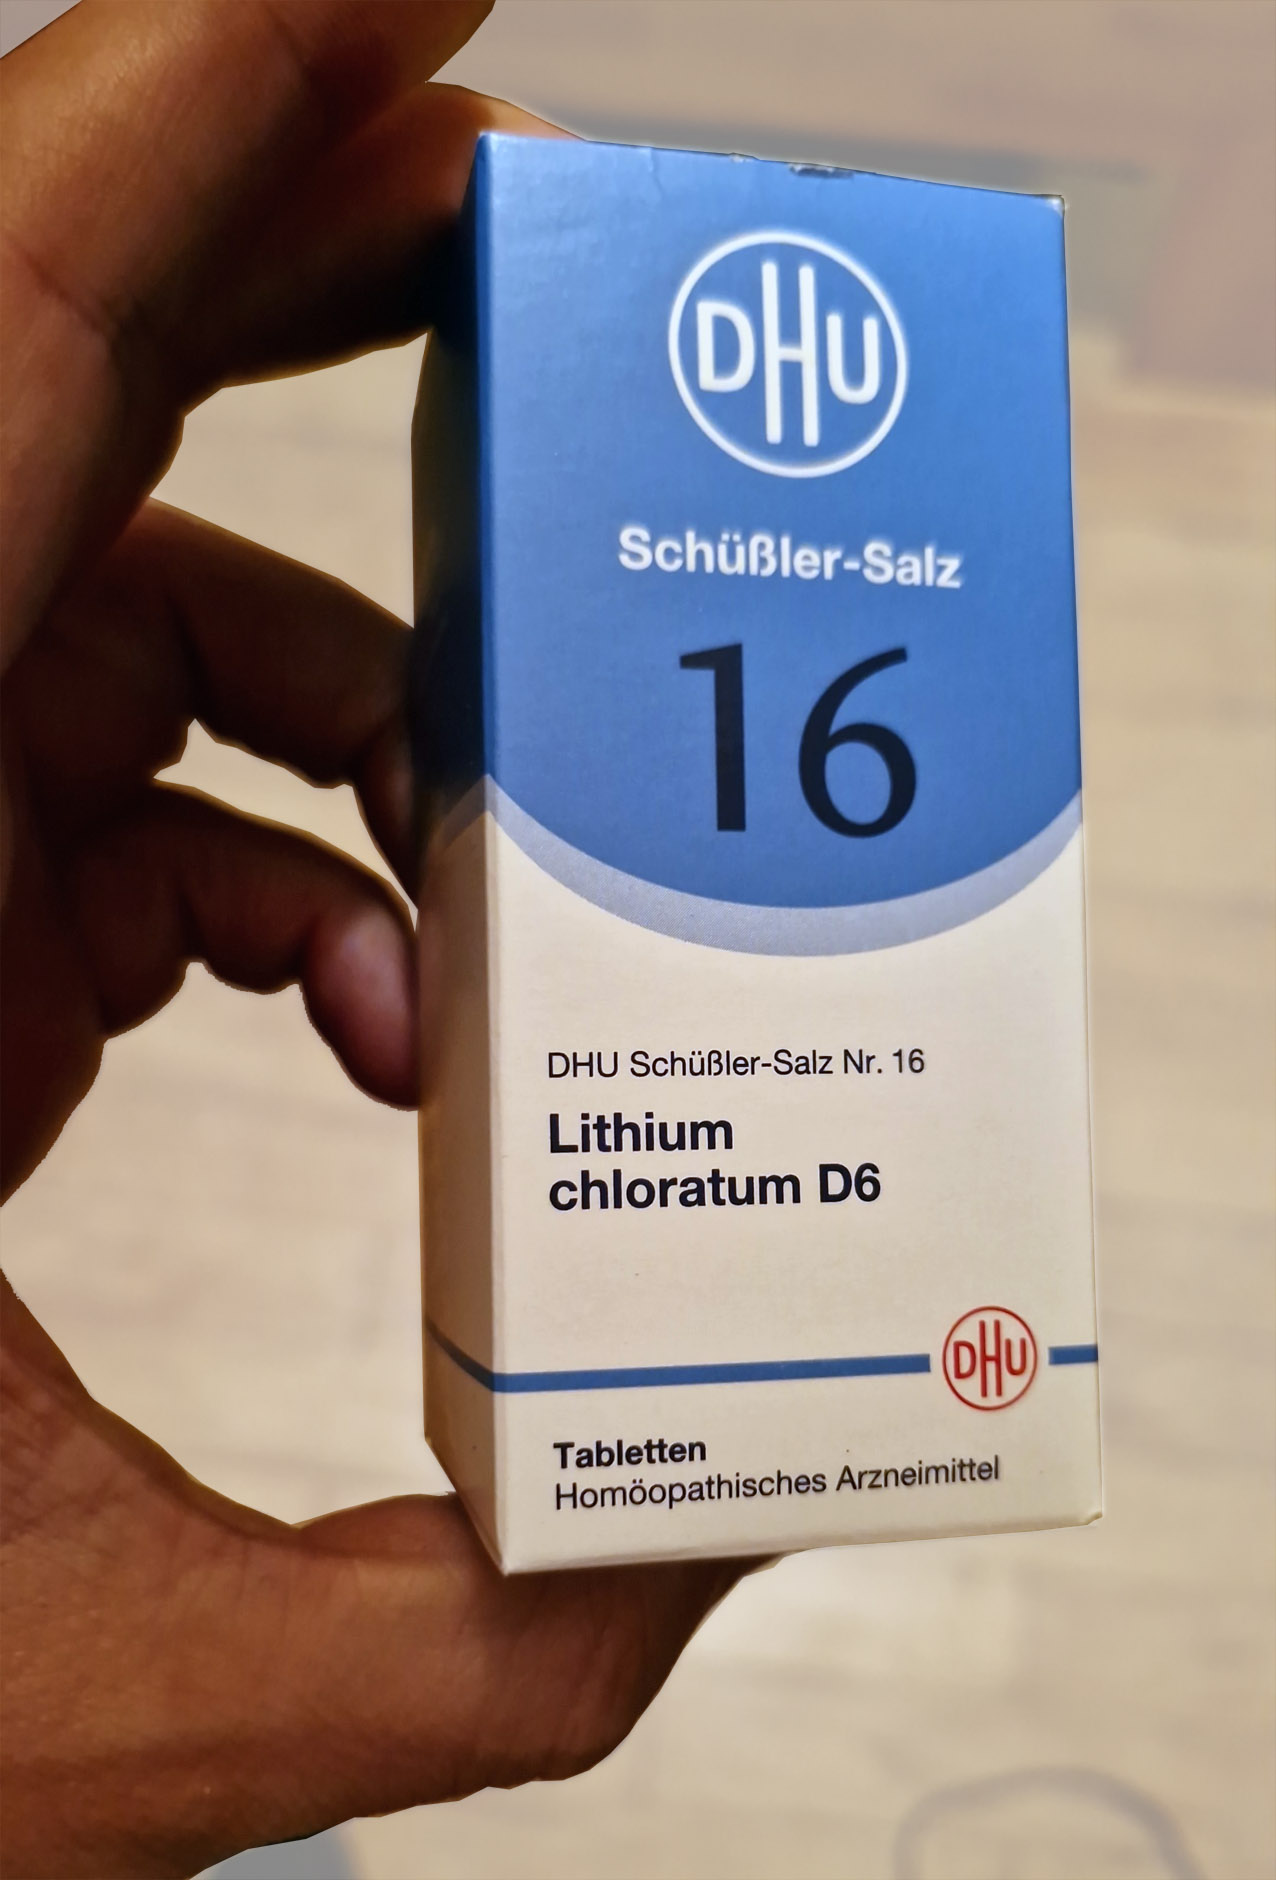 DHU
Schüßler-Salz
16
DHU Schüßler-Salz Nr. 16
Lithium
chloratum D6
DHU
Tabletten
Homöopathisches Arzneimittel